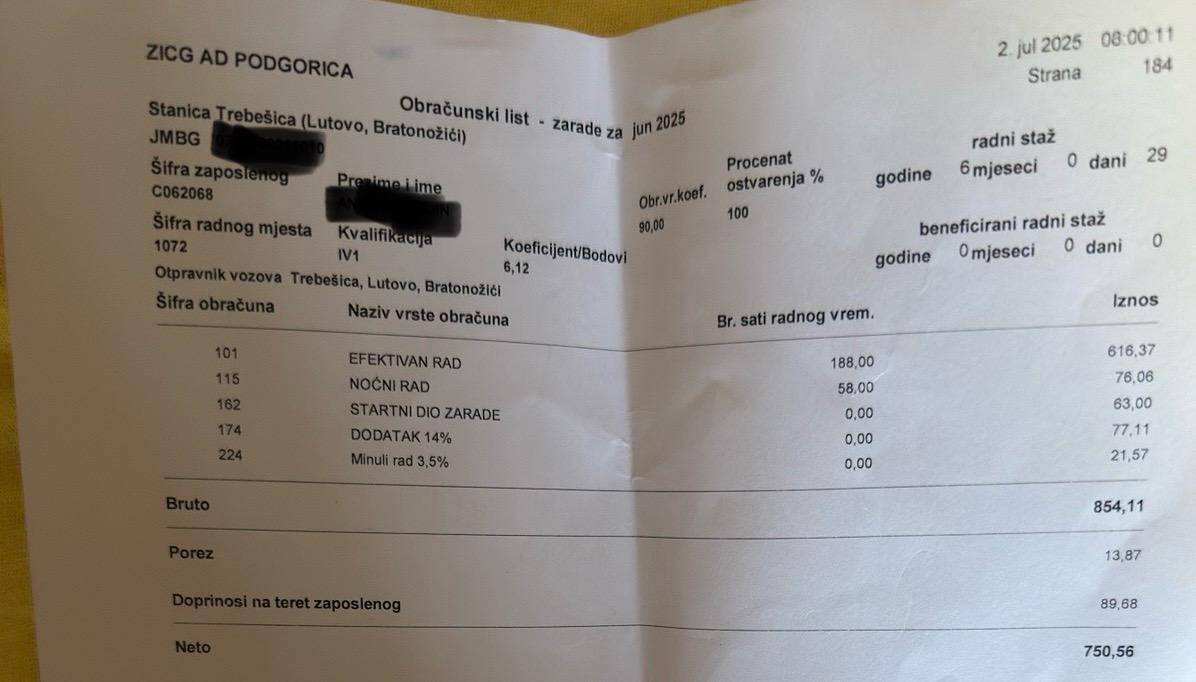 ZICG AD PODGORICA
2. jul 2025 08:00:11
Strana 184
Obračunski list - zarade za jun 2025
Stanica Trebešica (Lutovo, Bratonožići)
JMBG
radni staž
godine 6 mjeseci 0 dani 29
Šifra zaposlenog Prezime i ime Obr.vr.koef. Procenat ostvarenja %
C062068 90,00 100
beneficirani radni staž
godine 0 mjeseci 0 dani 0
Šifra radnog mjesta Kvalifikacija Koeficijent/Bodovi
1072 IV1 6,12
Otpravnik vozova Trebešica, Lutovo, Bratonožići
Šifra obračuna Naziv vrste obračuna Br. sati radnog vrem. Iznos
101 EFEKTIVAN RAD 188,00 616,37
115 NOĆNI RAD 58,00 76,06
162 STARTNI DIO ZARADE 0,00 63,00
174 DODATAK 14% 0,00 77,11
224 Minuli rad 3,5% 0,00 21,57
Bruto 854,11
Porez 13,87
Doprinosi na teret zaposlenog 89,68
Neto 750,56